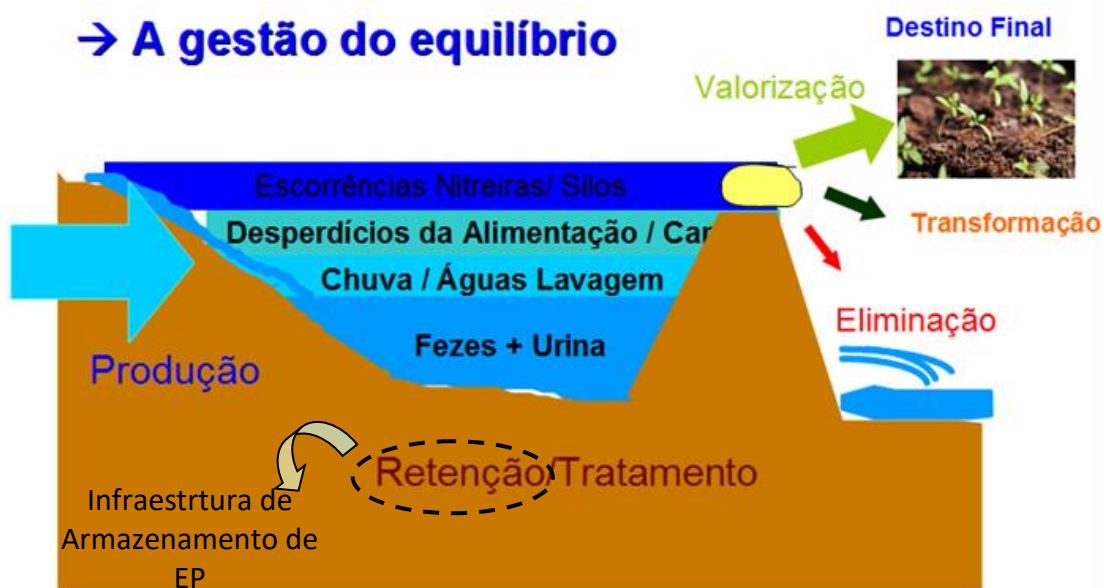 → A gestão do equilíbrio
Destino Final
Valorização
Escorrências Nitreiras/ Silos
Desperdícios da Alimentação / Car
Transformação
Chuva / Águas Lavagem
Eliminação
Fezes + Urina
Produção
Retenção/Tratamento
Infraestrtura de
Armazenamento de
EP